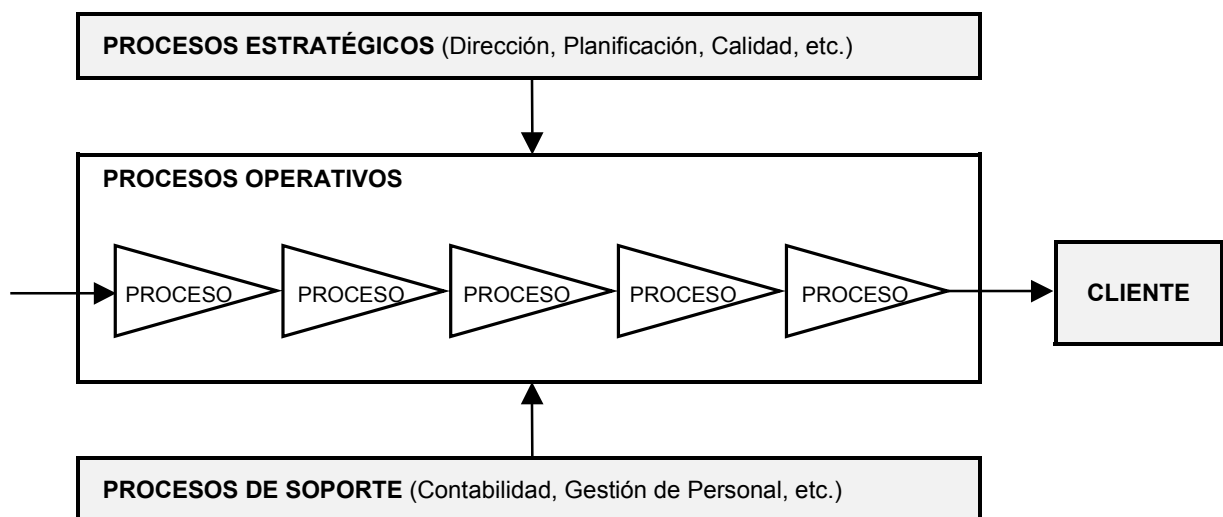 PROCESOS ESTRATÉGICOS (Dirección, Planificación, Calidad, etc.)
PROCESOS OPERATIVOS
PROCESO
PROCESO
PROCESO
PROCESO
PROCESO
CLIENTE
PROCESOS DE SOPORTE (Contabilidad, Gestión de Personal, etc.)